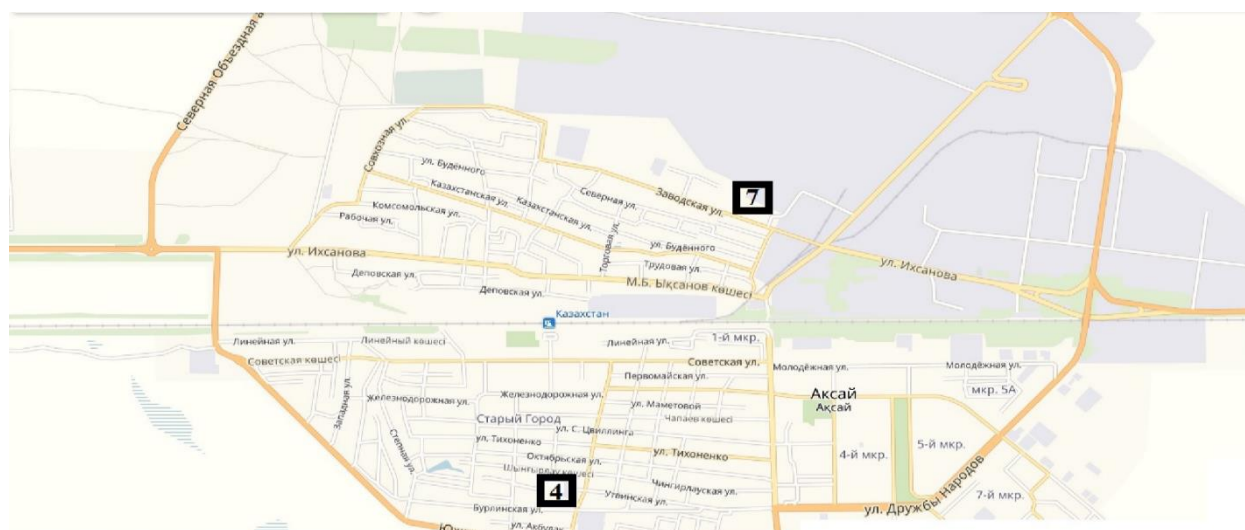 Северная Объездная а
Совхозная ул.
ул. Будённого
Казахстанская ул.
Казахстанская ул.
Северная ул.
Заводская ул.
7
Комсомольская ул.
Рабочая ул.
Торговая ул.
ул. Будённого
Трудовая ул.
ул. Ихсанова
ул. Ихсанова
Деповская ул.
Деповская ул.
М.Б. Ықсанов көшесі
Казахстан
Линейная ул.
Линейный көшесі
Линейная ул.
1-й мкр.
Советская көшесі
Советская ул.
Молодёжная ул.
Молодёжная ул.
Первомайская ул.
Западная ул.
Железнодорожная ул.
Железнодорожная ул.
Аксай
Ақсай
мкр. 5А
ул. Маметовой
Чапаев көшесі
Старый Город
ул. С. Цвиллинга
Степная ул.
ул. Тихоненко
ул. Тихоненко
4-й мкр.
5-й мкр.
Октябрьская ул.
Шыңғырлау көшесі
Чингирлауская ул.
4
Утвинская ул.
7-й мкр.
Бурлинская ул.
ул. Дружбы Народов
ул. Акбулак